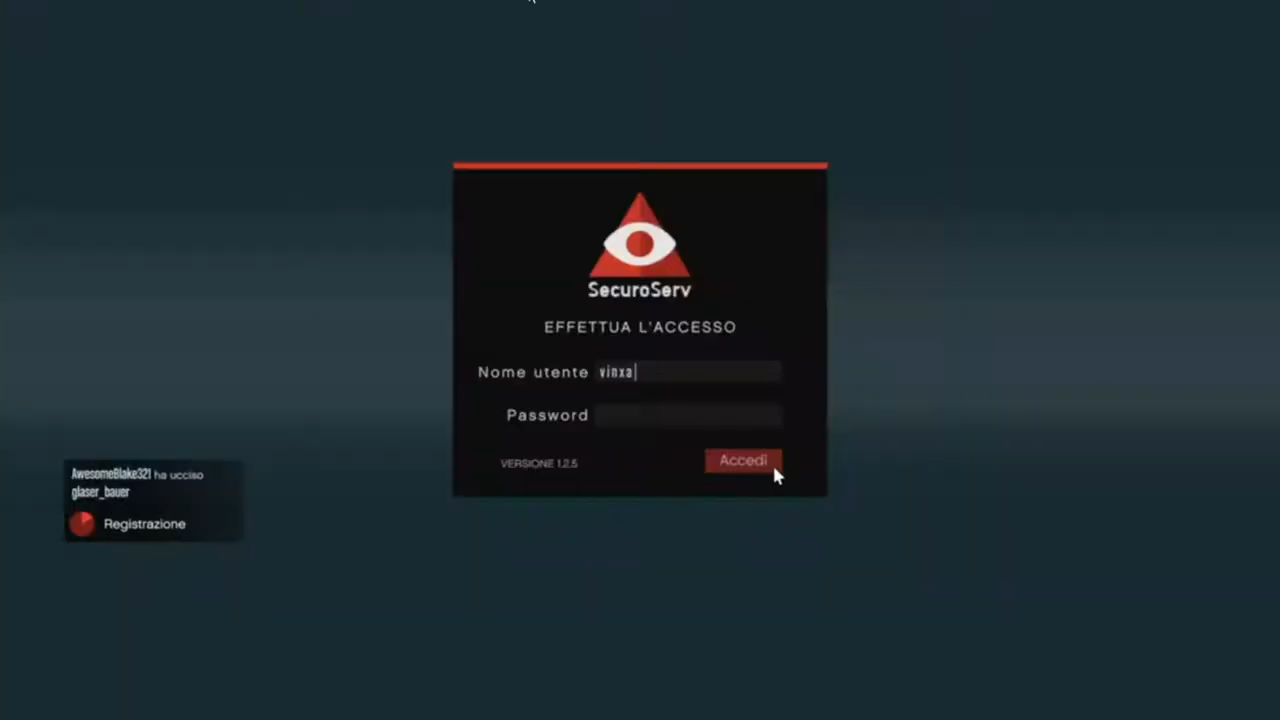 SecuroServ
EFFETTUA L'ACCESSO
Nome utente vinxa
Password
VERSIONE 1.2.5
Accedi
AwesomeBlake321 ha ucciso
glaser_bauer
Registrazione